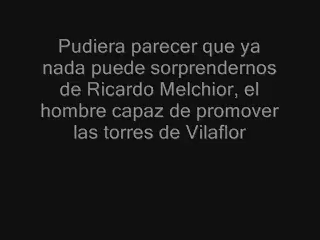 Pudiera parecer que ya
nada puede sorprendernos
de Ricardo Melchior, el
hombre capaz de promover
las torres de Vilaflor